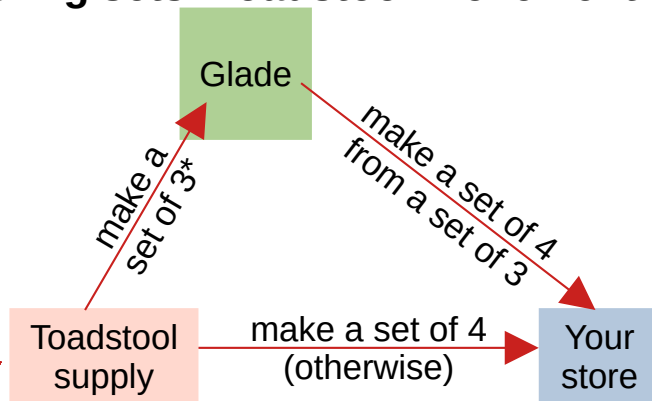 Glade
make a
set of 3*
make a set of 4
from a set of 3
Toadstool
supply
make a set of 4
(otherwise)
Your
store